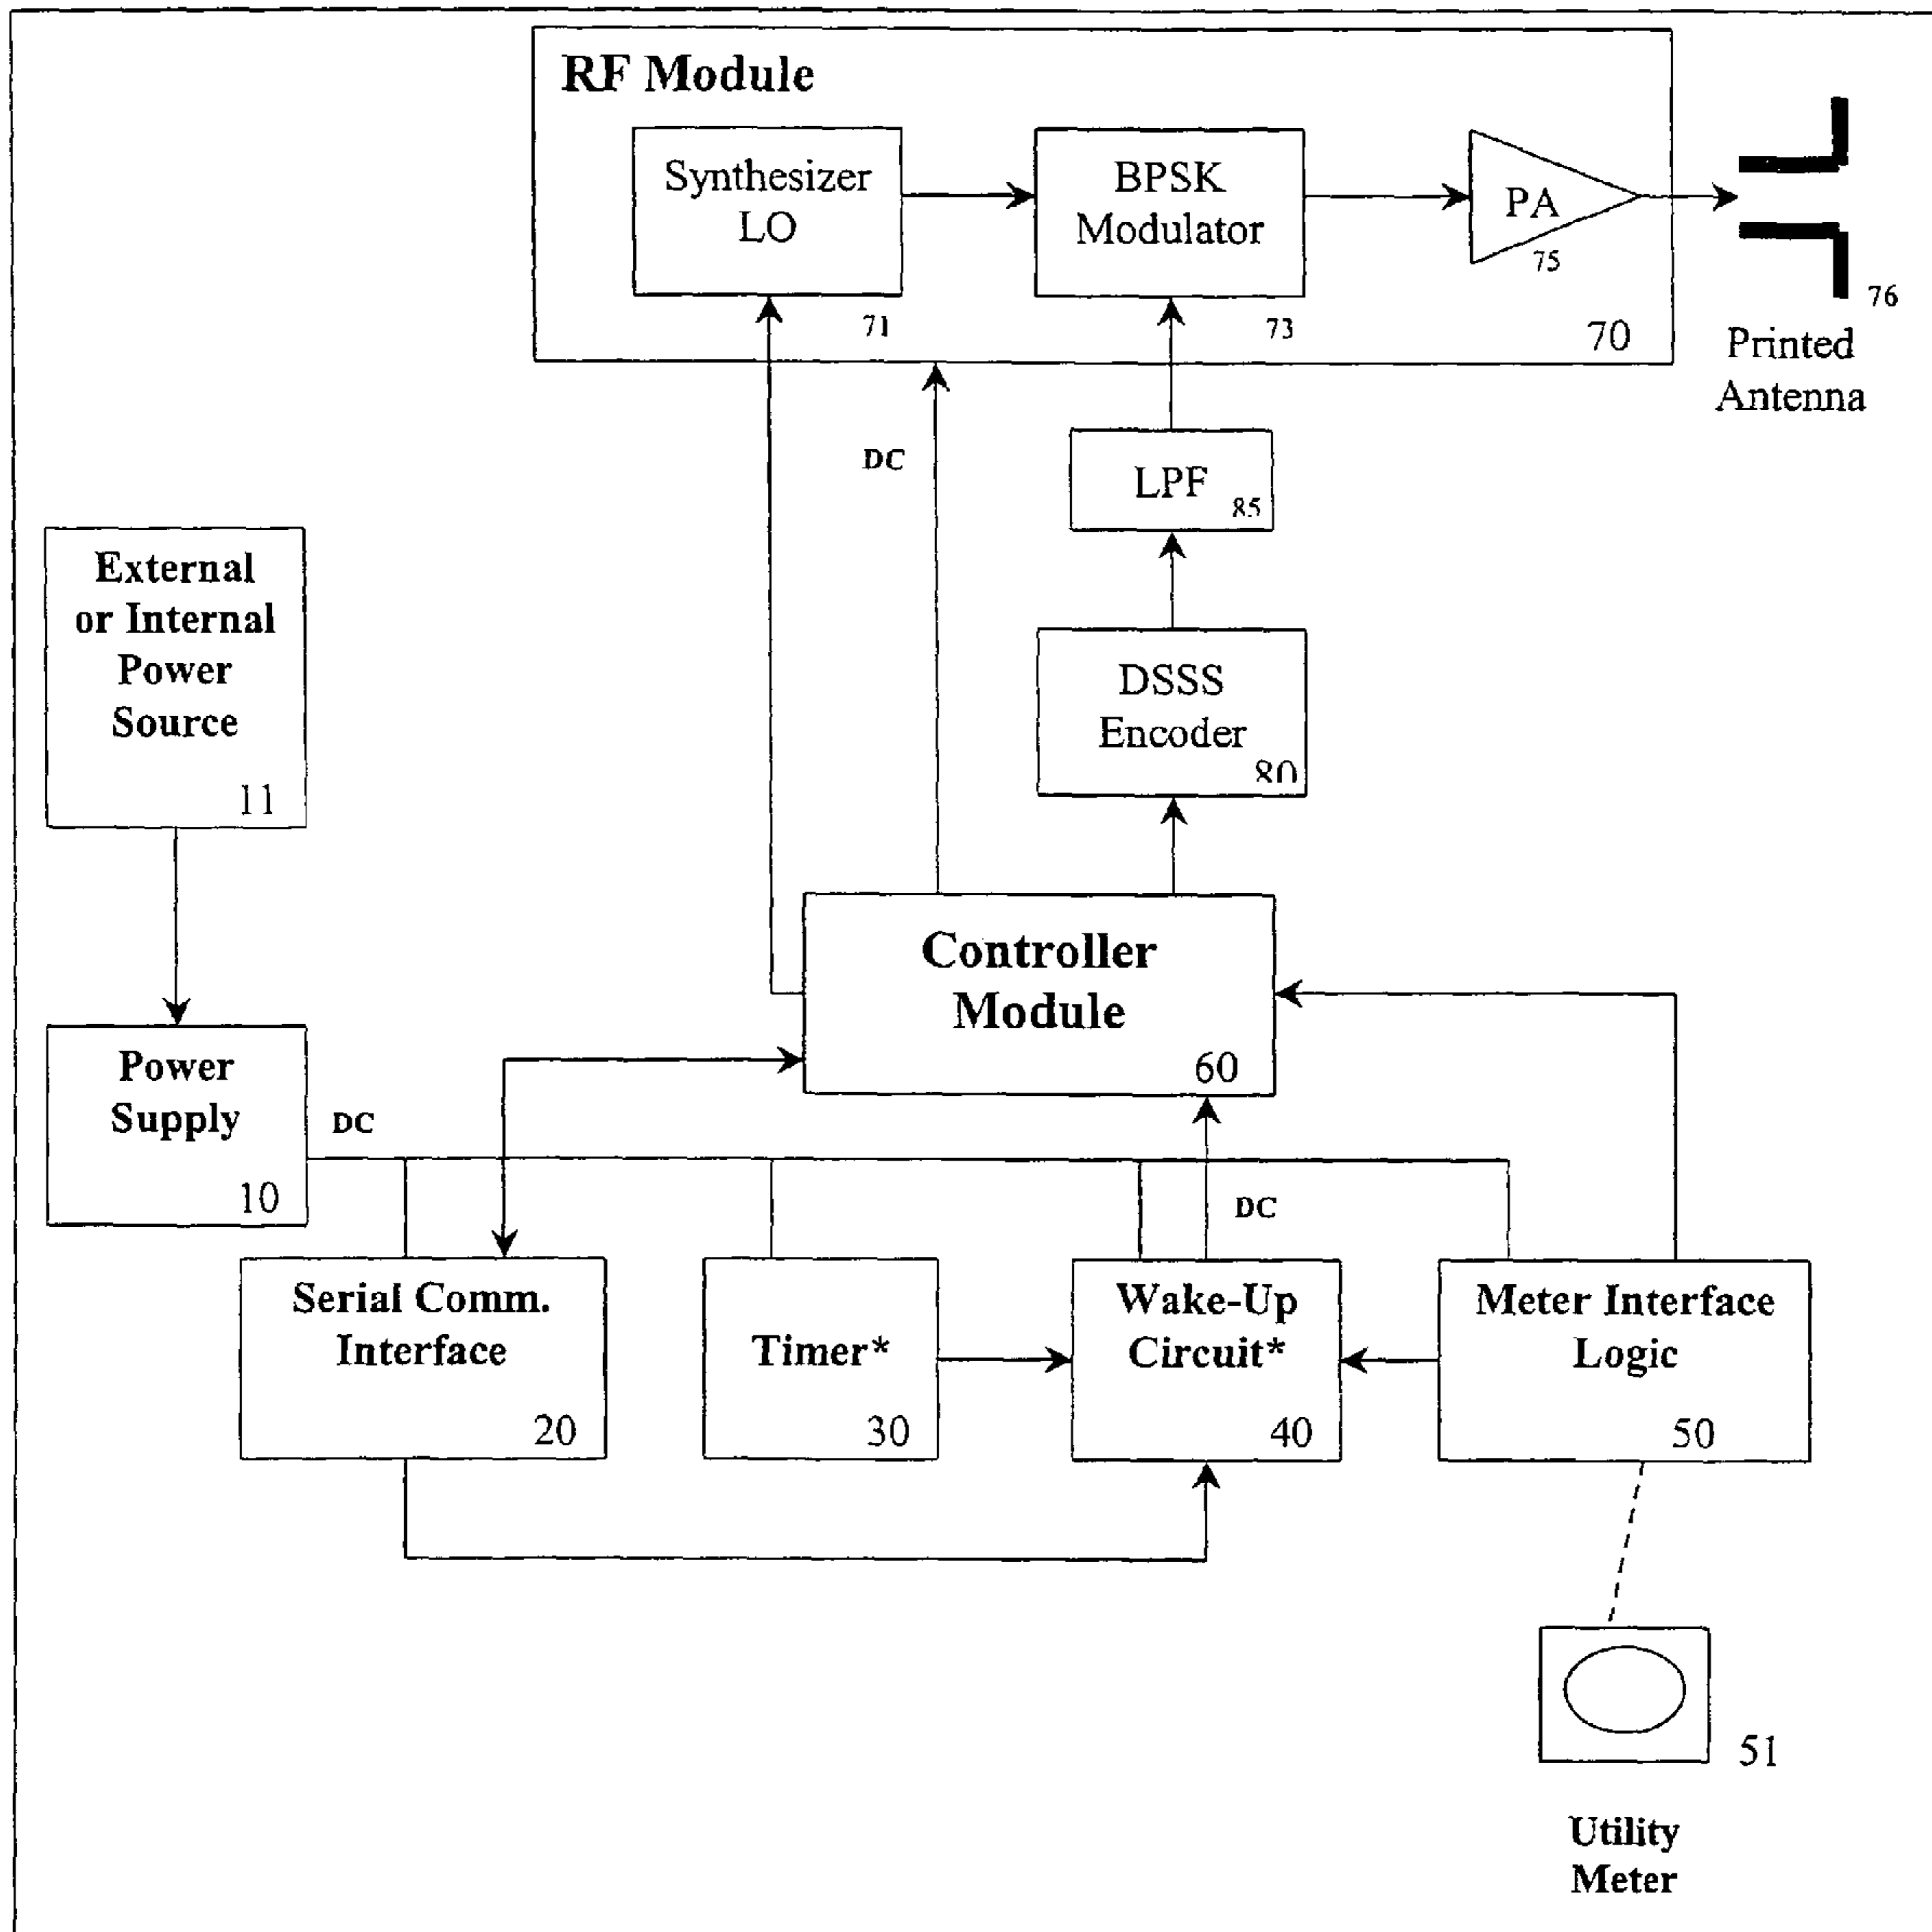 RF Module
Synthesizer
LO
71
BPSK
Modulator
73
PA
75
70
76
Printed
Antenna
DC
LPF
85
External
or Internal
Power
Source
11
DSSS
Encoder
80
Controller
Module
60
Power
Supply
10
DC
DC
Serial Comm.
Interface
20
Timer*
30
Wake-Up
Circuit*
40
Meter Interface
Logic
50
51
Utility
Meter